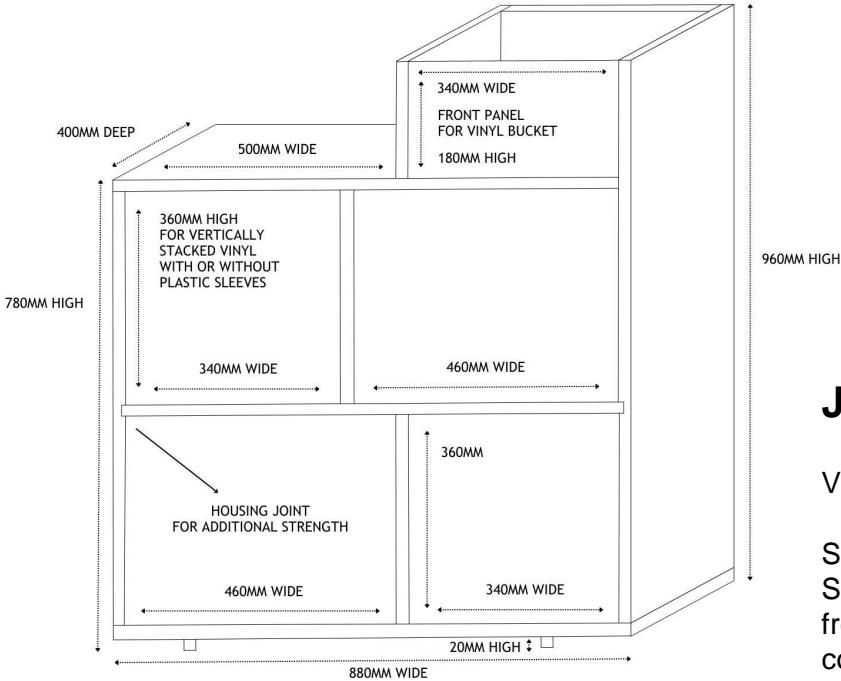 340MM WIDE
FRONT PANEL
FOR VINYL BUCKET
180MM HIGH
400MM DEEP
500MM WIDE
360MM HIGH
FOR VERTICALLY
STACKED VINYL
WITH OR WITHOUT
PLASTIC SLEEVES
960MM HIGH
780MM HIGH
340MM WIDE
460MM WIDE
360MM
HOUSING JOINT
FOR ADDITIONAL STRENGTH
460MM WIDE
340MM WIDE
20MM HIGH
880MM WIDE